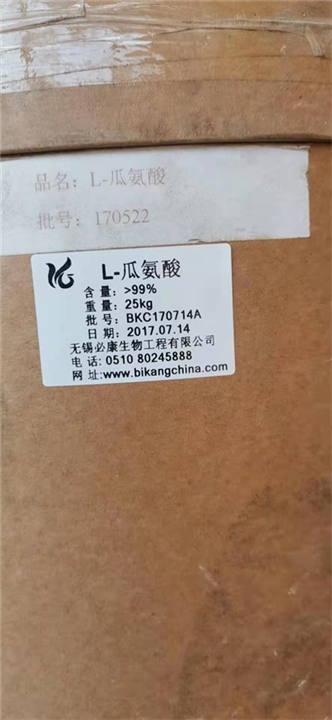 品名：L-瓜氨酸
批号：170522
L-瓜氨酸
含量：>99%
重量：25kg
批号：BKC170714A
日期：2017.07.14
无锡必康生物工程有限公司
电话：0510 80245888
网址:www.bikangchina.com